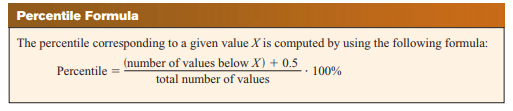 Percentile Formula
The percentile corresponding to a given value X is computed by using the following formula:
Percentile = (number of values below X) + 0.5 / total number of values · 100%